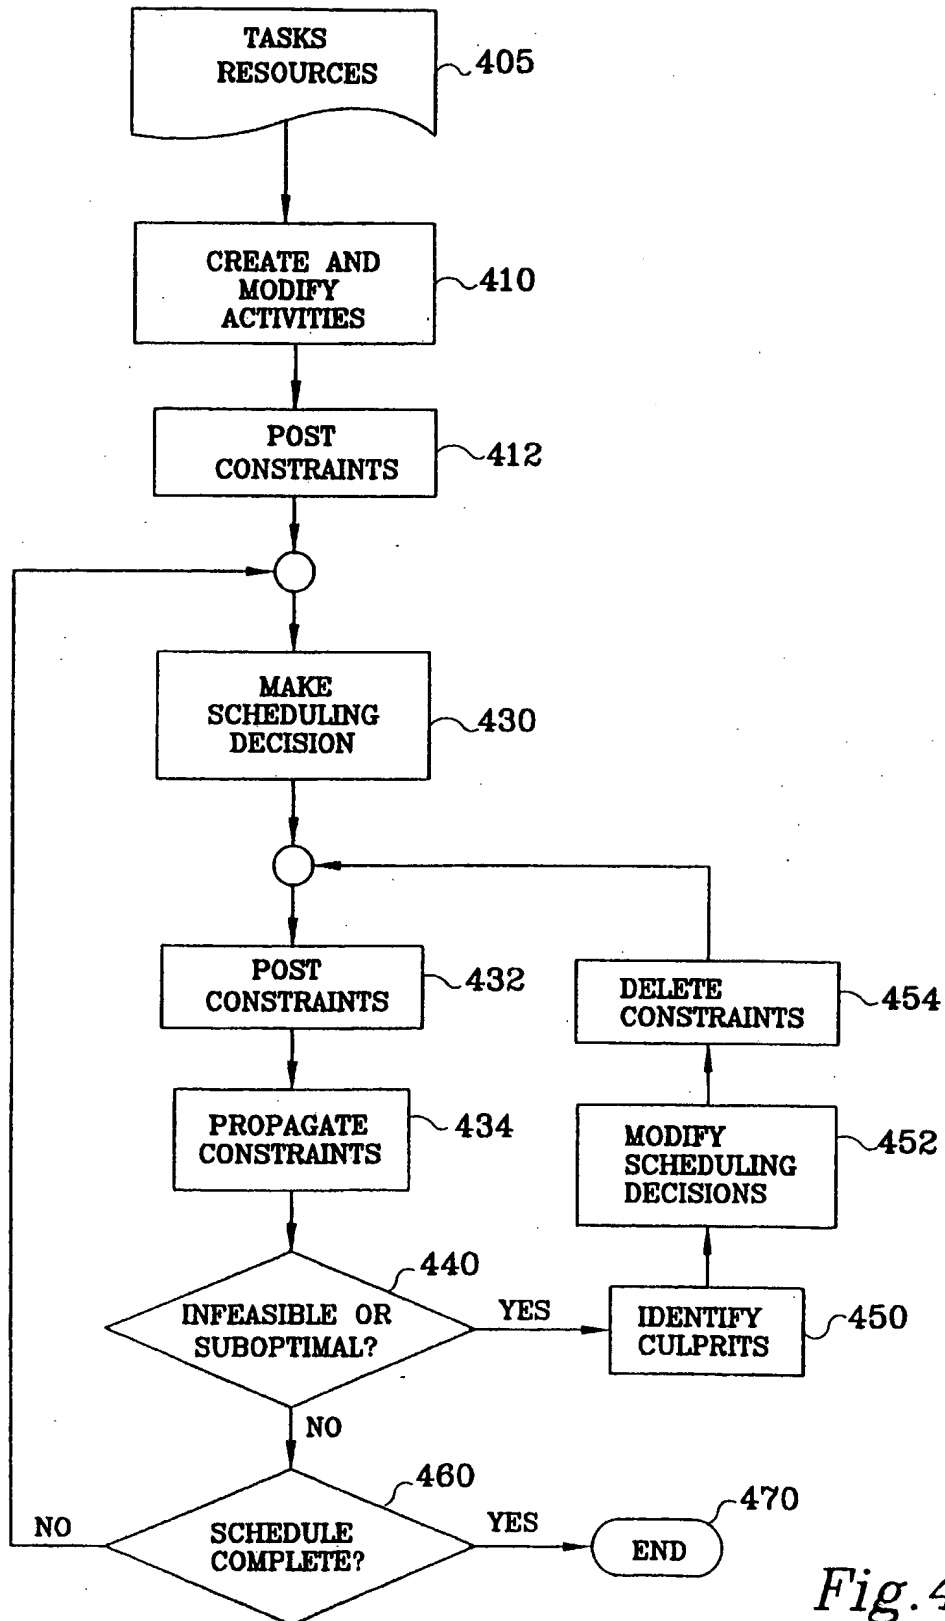 TASKS
RESOURCES
405
CREATE AND
MODIFY
ACTIVITIES
410
POST
CONSTRAINTS
412
MAKE
SCHEDULING
DECISION
430
POST
CONSTRAINTS
432
DELETE
CONSTRAINTS
454
PROPAGATE
CONSTRAINTS
434
MODIFY
SCHEDULING
DECISIONS
452
440
INFEASIBLE OR
SUBOPTIMAL?
YES
IDENTIFY
CULPRITS
450
NO
460
SCHEDULE
COMPLETE?
NO
YES
470
END
Fig.4